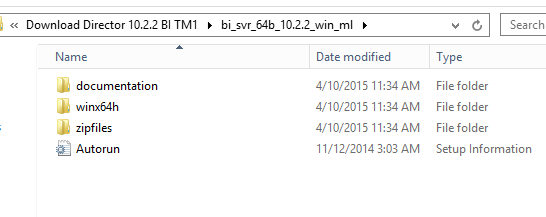 Download Director 10.2.2 BI TM1 bi_svr_64b_10.2.2_win_ml Search
Name Date modified Type
documentation 4/10/2015 11:34 AM File folder
winx64h 4/10/2015 11:34 AM File folder
zipfiles 4/10/2015 11:34 AM File folder
Autorun 11/12/2014 3:03 AM Setup Information